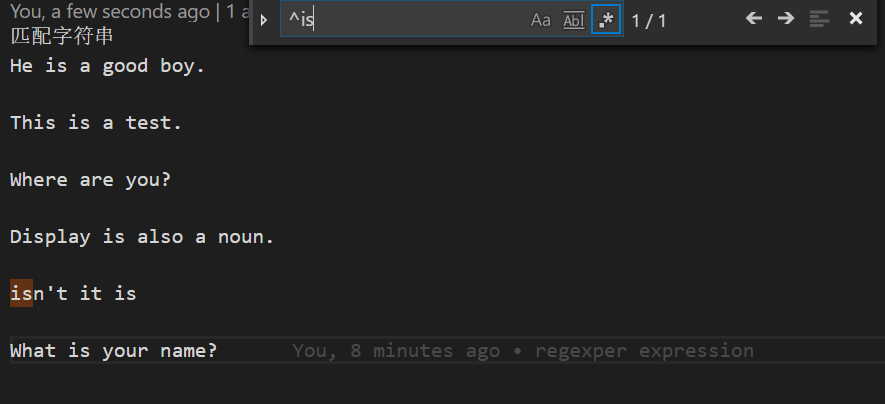 You, a few seconds ago | 1 a
^is
Aa Abl .* 1 / 1
匹配字符串
He is a good boy.
This is a test.
Where are you?
Display is also a noun.
isn't it is
What is your name? You, 8 minutes ago • regexper expression